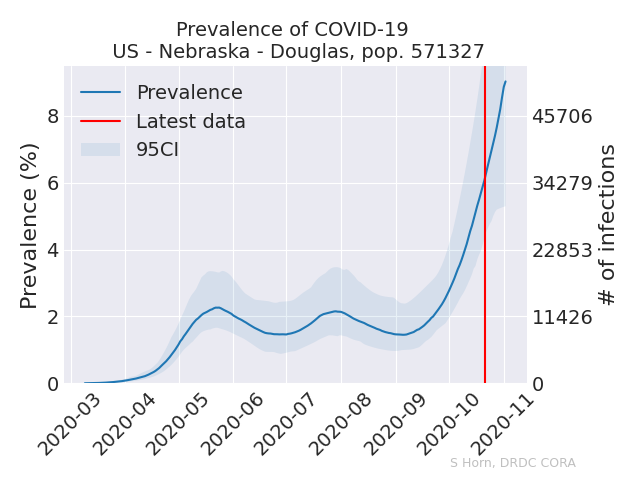 Prevalence of COVID-19
US - Nebraska - Douglas, pop. 571327
Prevalence
Latest data
95CI
Prevalence (%)
8
6
4
2
0
45706
34279
22853
11426
0
# of infections
2020-03
2020-04
2020-05
2020-06
2020-07
2020-08
2020-09
2020-10
2020-11
S Horn, DRDC CORA